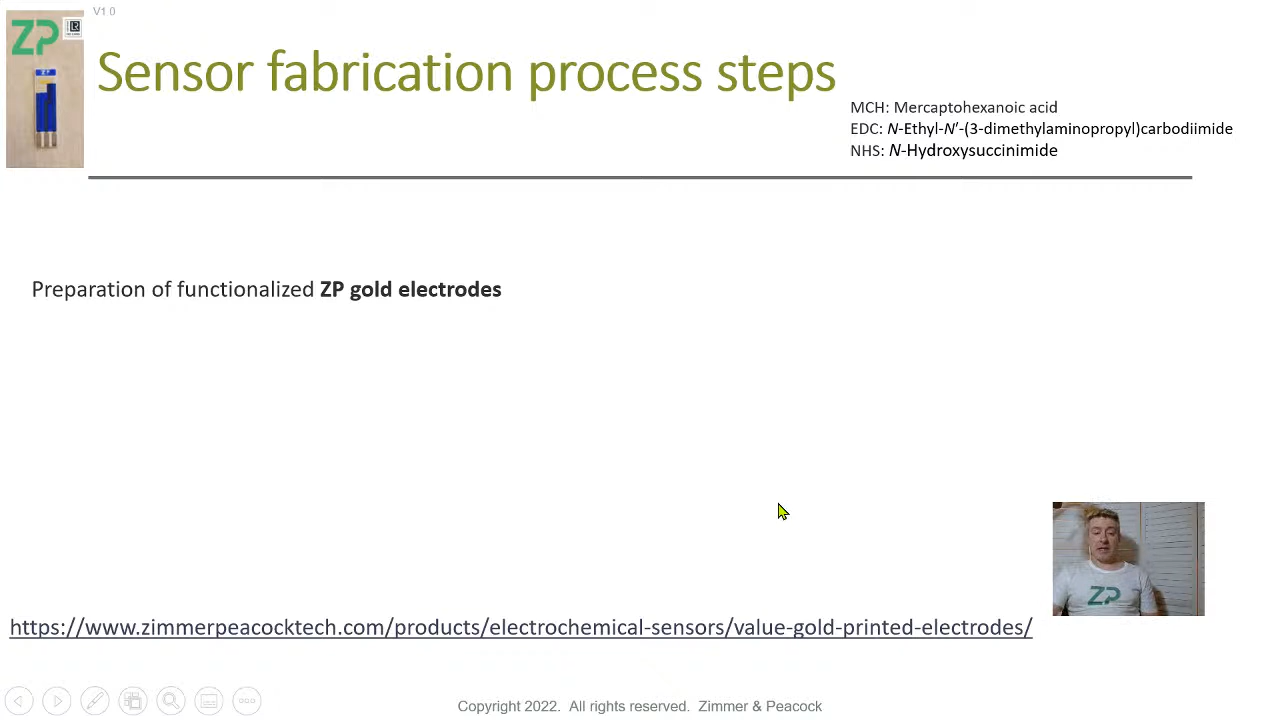 V1 0
ZP
Sensor fabrication process steps
MCH: Mercaptohexanoic acid
EDC: N-Ethyl-N′-(3-dimethylaminopropyl)carbodiimide
NHS: N-Hydroxysuccinimide
Preparation of functionalized ZP gold electrodes
ZP
https://www.zimmerpeacocktech.com/products/electrochemical-sensors/value-gold-printed-electrodes/
Copyright 2022. All rights reserved. Zimmer & Peacock